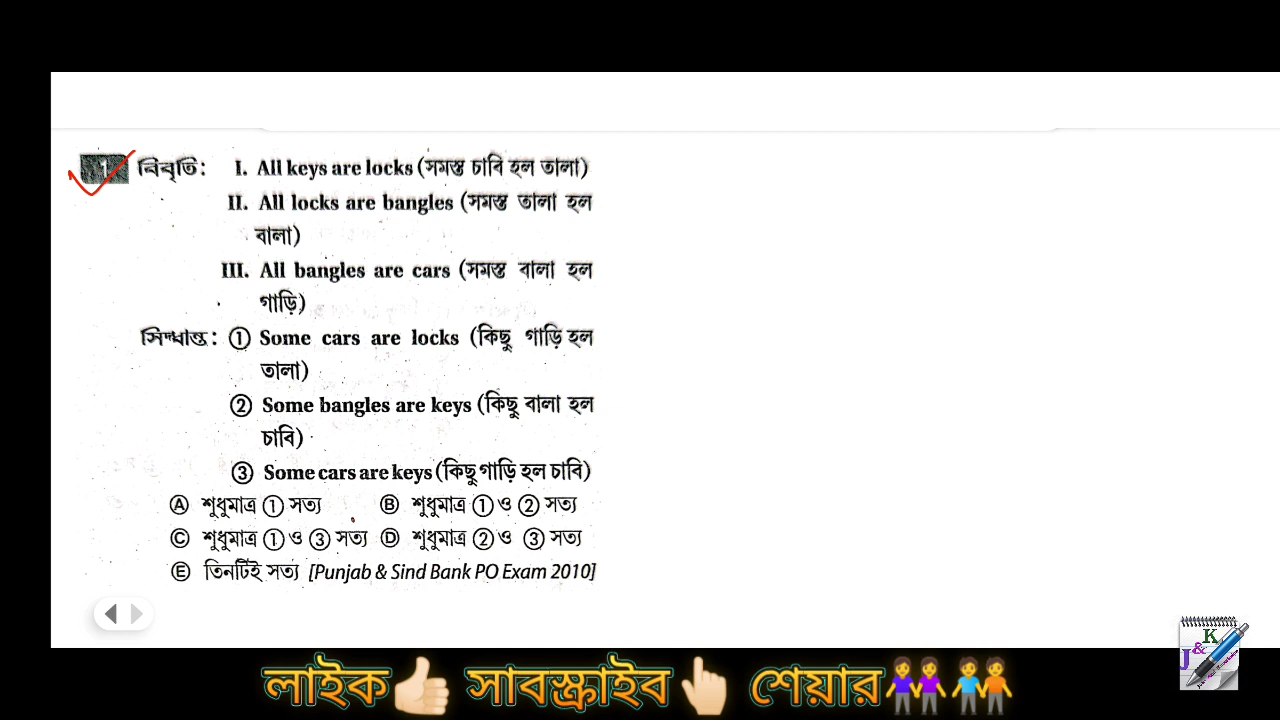 1 বিবৃতি: I. All keys are locks (সমস্ত চাবি হল তালা)
II. All locks are bangles (সমস্ত তালা হল
বালা)
III. All bangles are cars (সমস্ত বালা হল
গাড়ি)
সিদ্ধান্ত: ① Some cars are locks (কিছু গাড়ি হল
তালা)
② Some bangles are keys (কিছু বালা হল
চাবি)
③ Some cars are keys (কিছু গাড়ি হল চাবি)
Ⓐ শুধুমাত্র ① সত্য Ⓑ শুধুমাত্র ① ও ② সত্য
Ⓒ শুধুমাত্র ① ও ③ সত্য Ⓓ শুধুমাত্র ② ও ③ সত্য
Ⓔ তিনটিই সত্য [Punjab & Sind Bank PO Exam 2010]
J & K
লাইক👍🏻 সাবস্ক্রাইব👆🏻 শেয়ার👭🧑‍🤝‍🧑